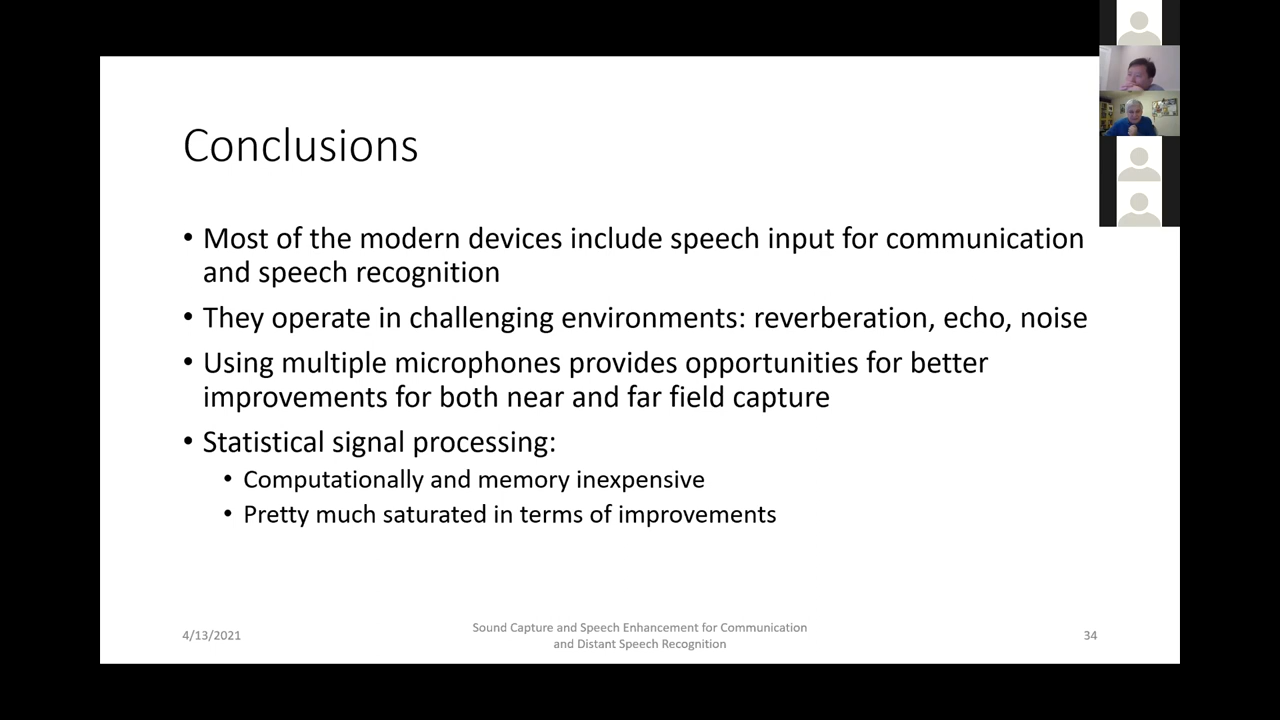 Conclusions
• Most of the modern devices include speech input for communication
and speech recognition
• They operate in challenging environments: reverberation, echo, noise
• Using multiple microphones provides opportunities for better
improvements for both near and far field capture
• Statistical signal processing:
• Computationally and memory inexpensive
• Pretty much saturated in terms of improvements
4/13/2021
Sound Capture and Speech Enhancement for Communication
and Distant Speech Recognition
34